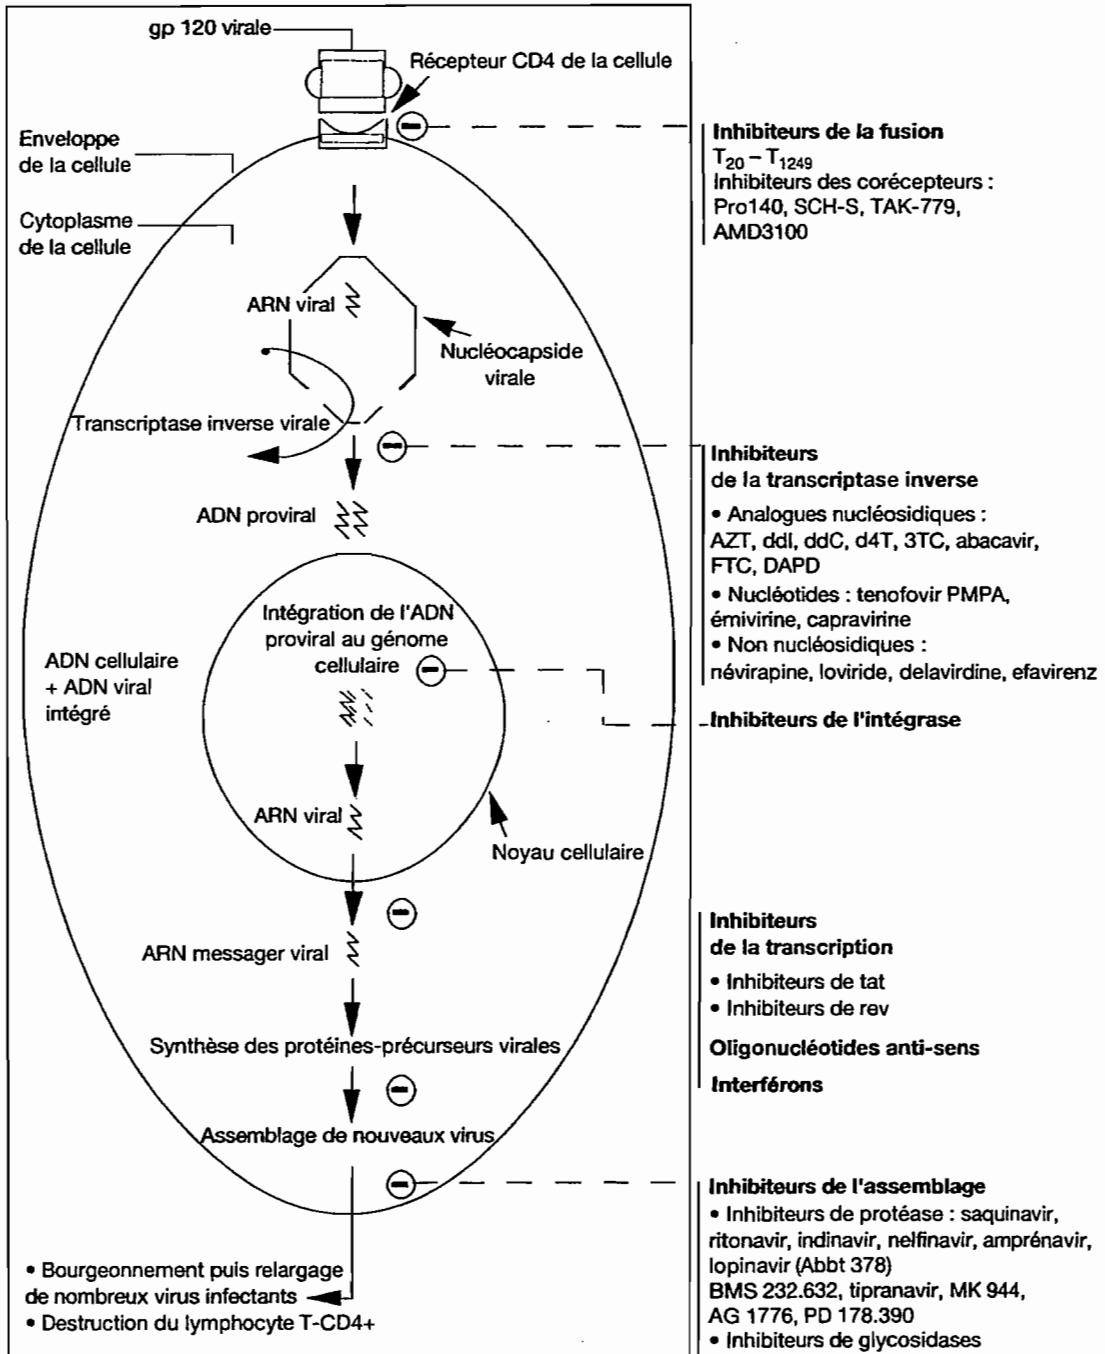 gp 120 virale
Récepteur CD4 de la cellule
Enveloppe
de la cellule
Cytoplasme
de la cellule
ARN viral
Nucléocapside
virale
Transcriptase inverse virale
ADN proviral
Intégration de l'ADN
proviral au génome
cellulaire
ADN cellulaire
+ ADN viral
intégré
ARN viral
Noyau cellulaire
ARN messager viral
Synthèse des protéines-précurseurs virales
Assemblage de nouveaux virus
• Bourgeonnement puis relargage
de nombreux virus infectants
• Destruction du lymphocyte T-CD4+
Inhibiteurs de la fusion
T20 – T1249
Inhibiteurs des corécepteurs :
Pro140, SCH-S, TAK-779,
AMD3100
Inhibiteurs
de la transcriptase inverse
• Analogues nucléosidiques :
AZT, ddI, ddC, d4T, 3TC, abacavir,
FTC, DAPD
• Nucléotides : tenofovir PMPA,
émivirine, capravirine
• Non nucléosidiques :
névirapine, loviride, delavirdine, efavirenz
Inhibiteurs de l'intégrase
Inhibiteurs
de la transcription
• Inhibiteurs de tat
• Inhibiteurs de rev
Oligonucléotides anti-sens
Interférons
Inhibiteurs de l'assemblage
• Inhibiteurs de protéase : saquinavir,
ritonavir, indinavir, nelfinavir, amprénavir,
lopinavir (Abbt 378)
BMS 232.632, tipranavir, MK 944,
AG 1776, PD 178.390
• Inhibiteurs de glycosidases